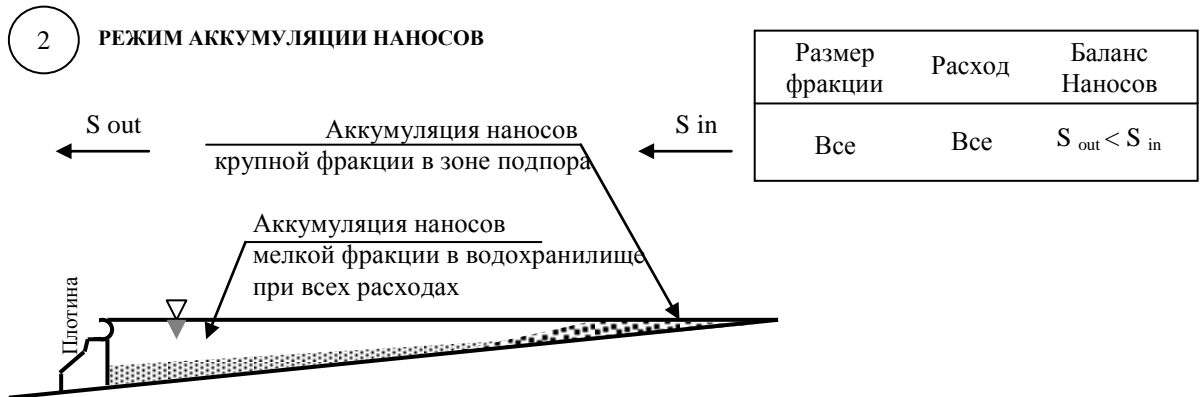 2
РЕЖИМ АККУМУЛЯЦИИ НАНОСОВ
Размер
фракции
Расход
Баланс
Наносов
Все
Все
S out < S in
S out
S in
Аккумуляция наносов
крупной фракции в зоне подпора
Аккумуляция наносов
мелкой фракции в водохранилище
при всех расходах
Плотина